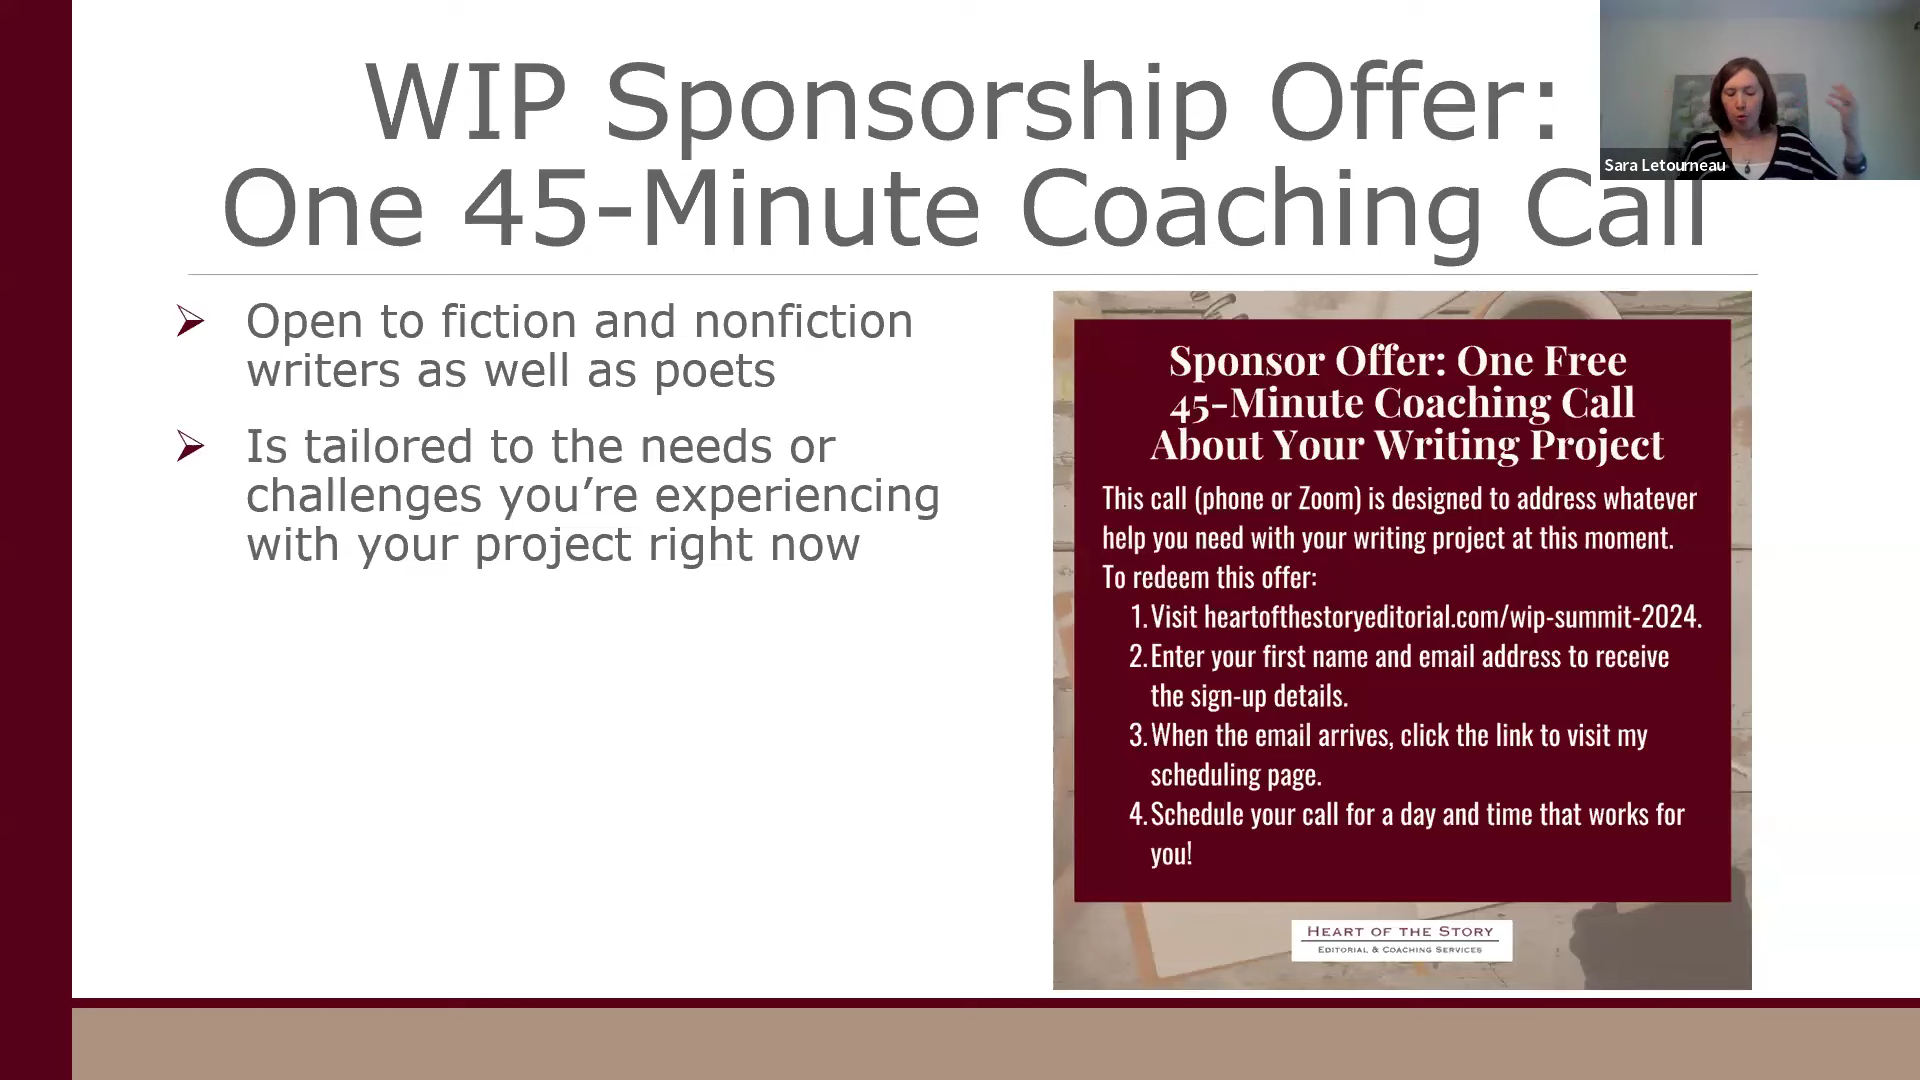 WIP Sponsorship Offer:
One 45-Minute Coaching Call
Sara Letourneau
Open to fiction and nonfiction
writers as well as poets
Is tailored to the needs or
challenges you’re experiencing
with your project right now
Sponsor Offer: One Free
45-Minute Coaching Call
About Your Writing Project
This call (phone or Zoom) is designed to address whatever
help you need with your writing project at this moment.
To redeem this offer:
1. Visit heartofthestoryeditorial.com/wip-summit-2024.
2. Enter your first name and email address to receive
the sign-up details.
3. When the email arrives, click the link to visit my
scheduling page.
4. Schedule your call for a day and time that works for
you!
HEART OF THE STORY
EDITORIAL & COACHING SERVICES